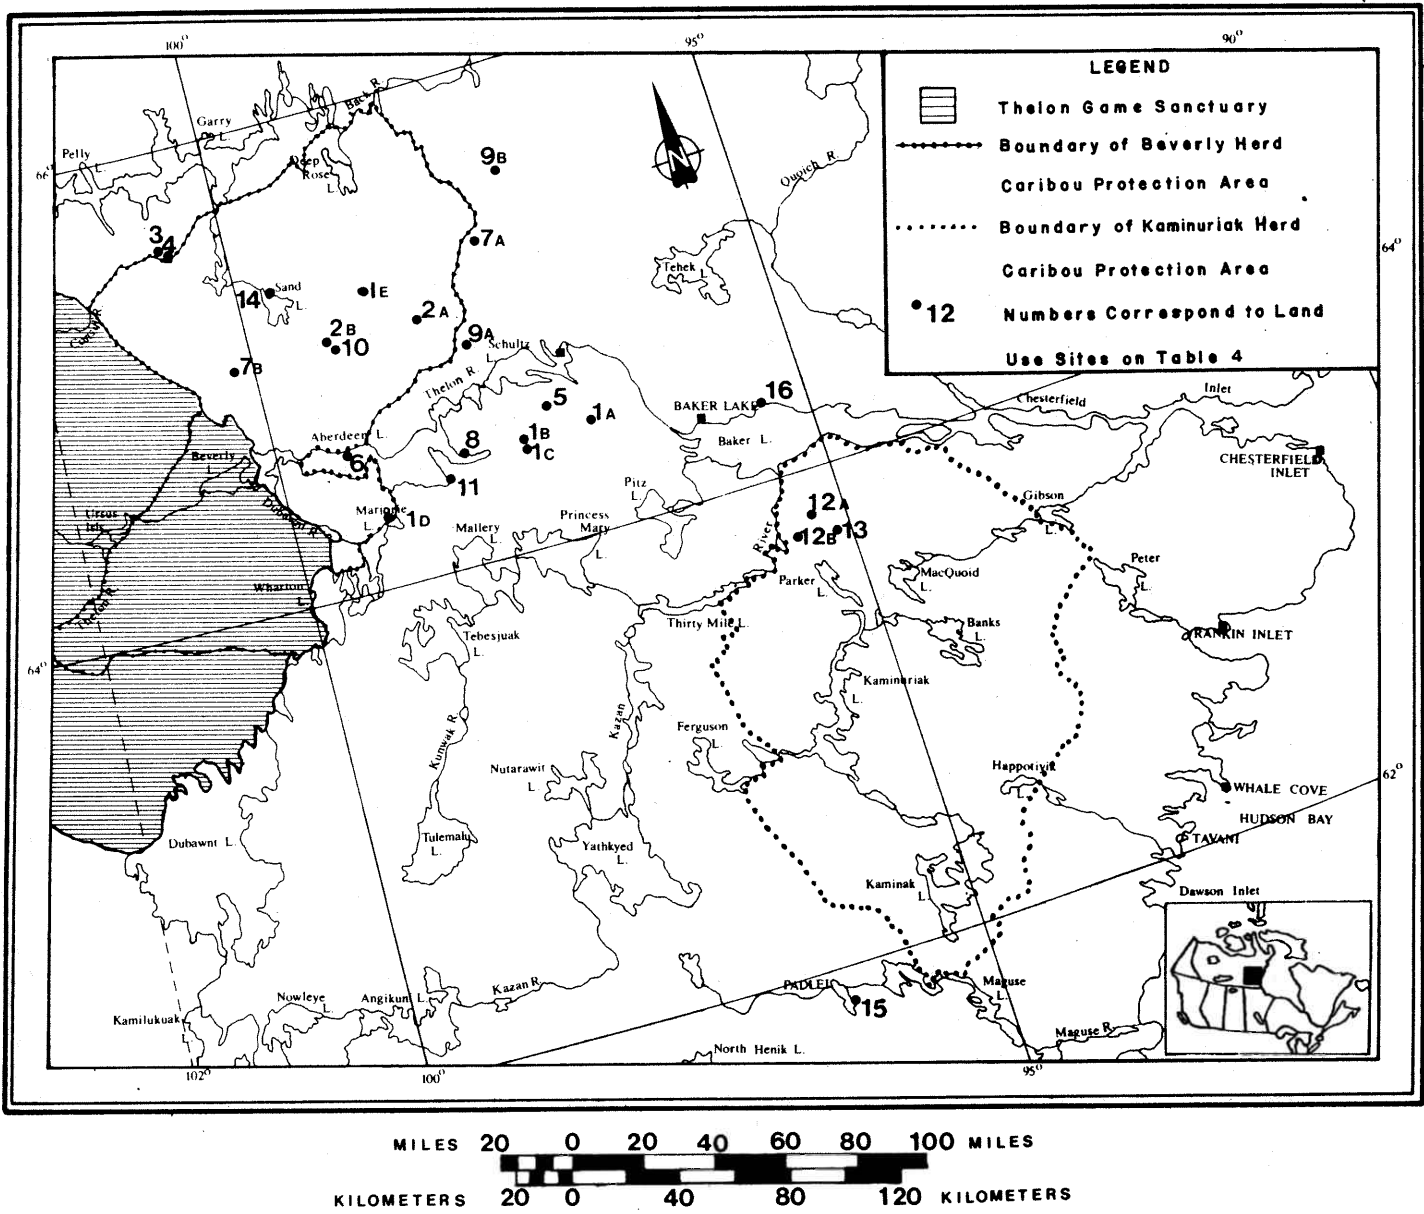 100°
95°
90°
LEGEND
Thelon Game Sanctuary
Boundary of Beverly Herd
Caribou Protection Area
Boundary of Kaminuriak Herd
Caribou Protection Area
12
Numbers Correspond to Land
Use Sites on Table 4
Back R.
Garry
L.
Pelly
L.
66°
Deep
Rose
L.
9B
N
Quoich R.
3
4
7A
64°
Tehek
L.
14
Sand
L.
1E
2A
2B
10
9A
Schultz
L.
7B
Thelon R.
5
1A
16
BAKER LAKE
Chesterfield
Inlet
Aberdeen L.
1B
1C
8
Baker L.
Beverly
L.
6
CHESTERFIELD
INLET
11
Pitz
L.
Gibson
L.
Ursus
Isls.
Dubawnt R.
Marjorie
L.
1D
Mallery
L.
Princess
Mary
L.
River
12A
12B
13
Thelon R.
Wharton
L.
Parker
L.
MacQuoid
L.
Peter
L.
Thirty Mile L.
Banks
L.
RANKIN INLET
Tebesjuak
L.
64°
Kaminuriak
L.
Kunwak R.
Kazan
Ferguson
L.
Nutarawit
L.
Happotiyik
L.
62°
WHALE COVE
HUDSON BAY
TAVANI
Dubawnt L.
Tulemalu
L.
Yathkyed
L.
Kaminak
L.
Dawson Inlet
Kamilukuak
Nowleye
L.
Angikuni L.
Kazan R.
PADLEI
15
Maguse
L.
Maguse R.
North Henik L.
102°
100°
95°
MILES 20 0 20 40 60 80 100 MILES
KILOMETERS 20 0 40 80 120 KILOMETERS